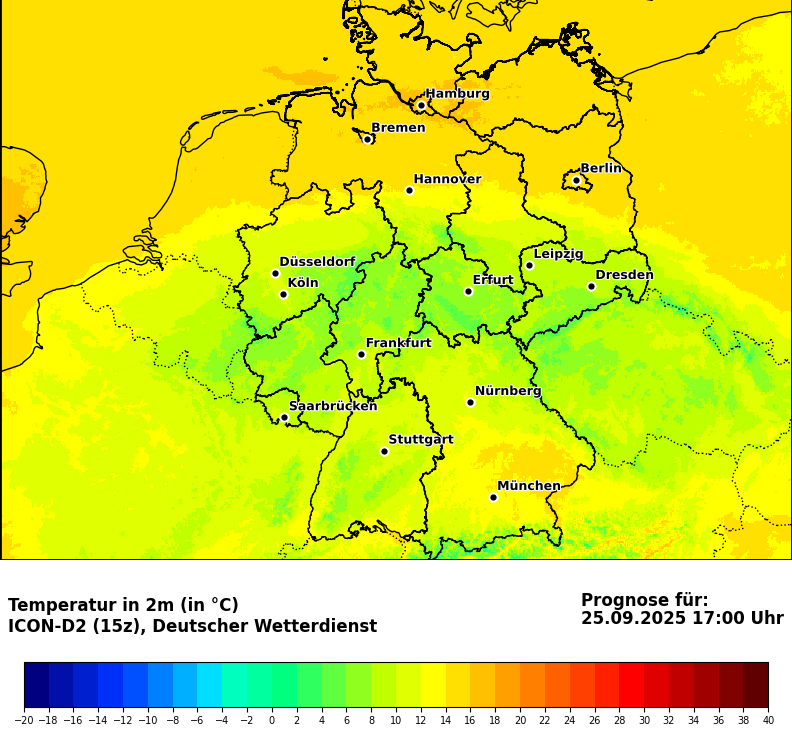 Hamburg
Bremen
Berlin
Hannover
Leipzig
Düsseldorf
Dresden
Köln
Erfurt
Frankfurt
Nürnberg
Saarbrücken
Stuttgart
München
Temperatur in 2m (in °C)
ICON-D2 (15z), Deutscher Wetterdienst
Prognose für:
25.09.2025 17:00 Uhr
−20 −18 −16 −14 −12 −10 −8 −6 −4 −2 0 2 4 6 8 10 12 14 16 18 20 22 24 26 28 30 32 34 36 38 40